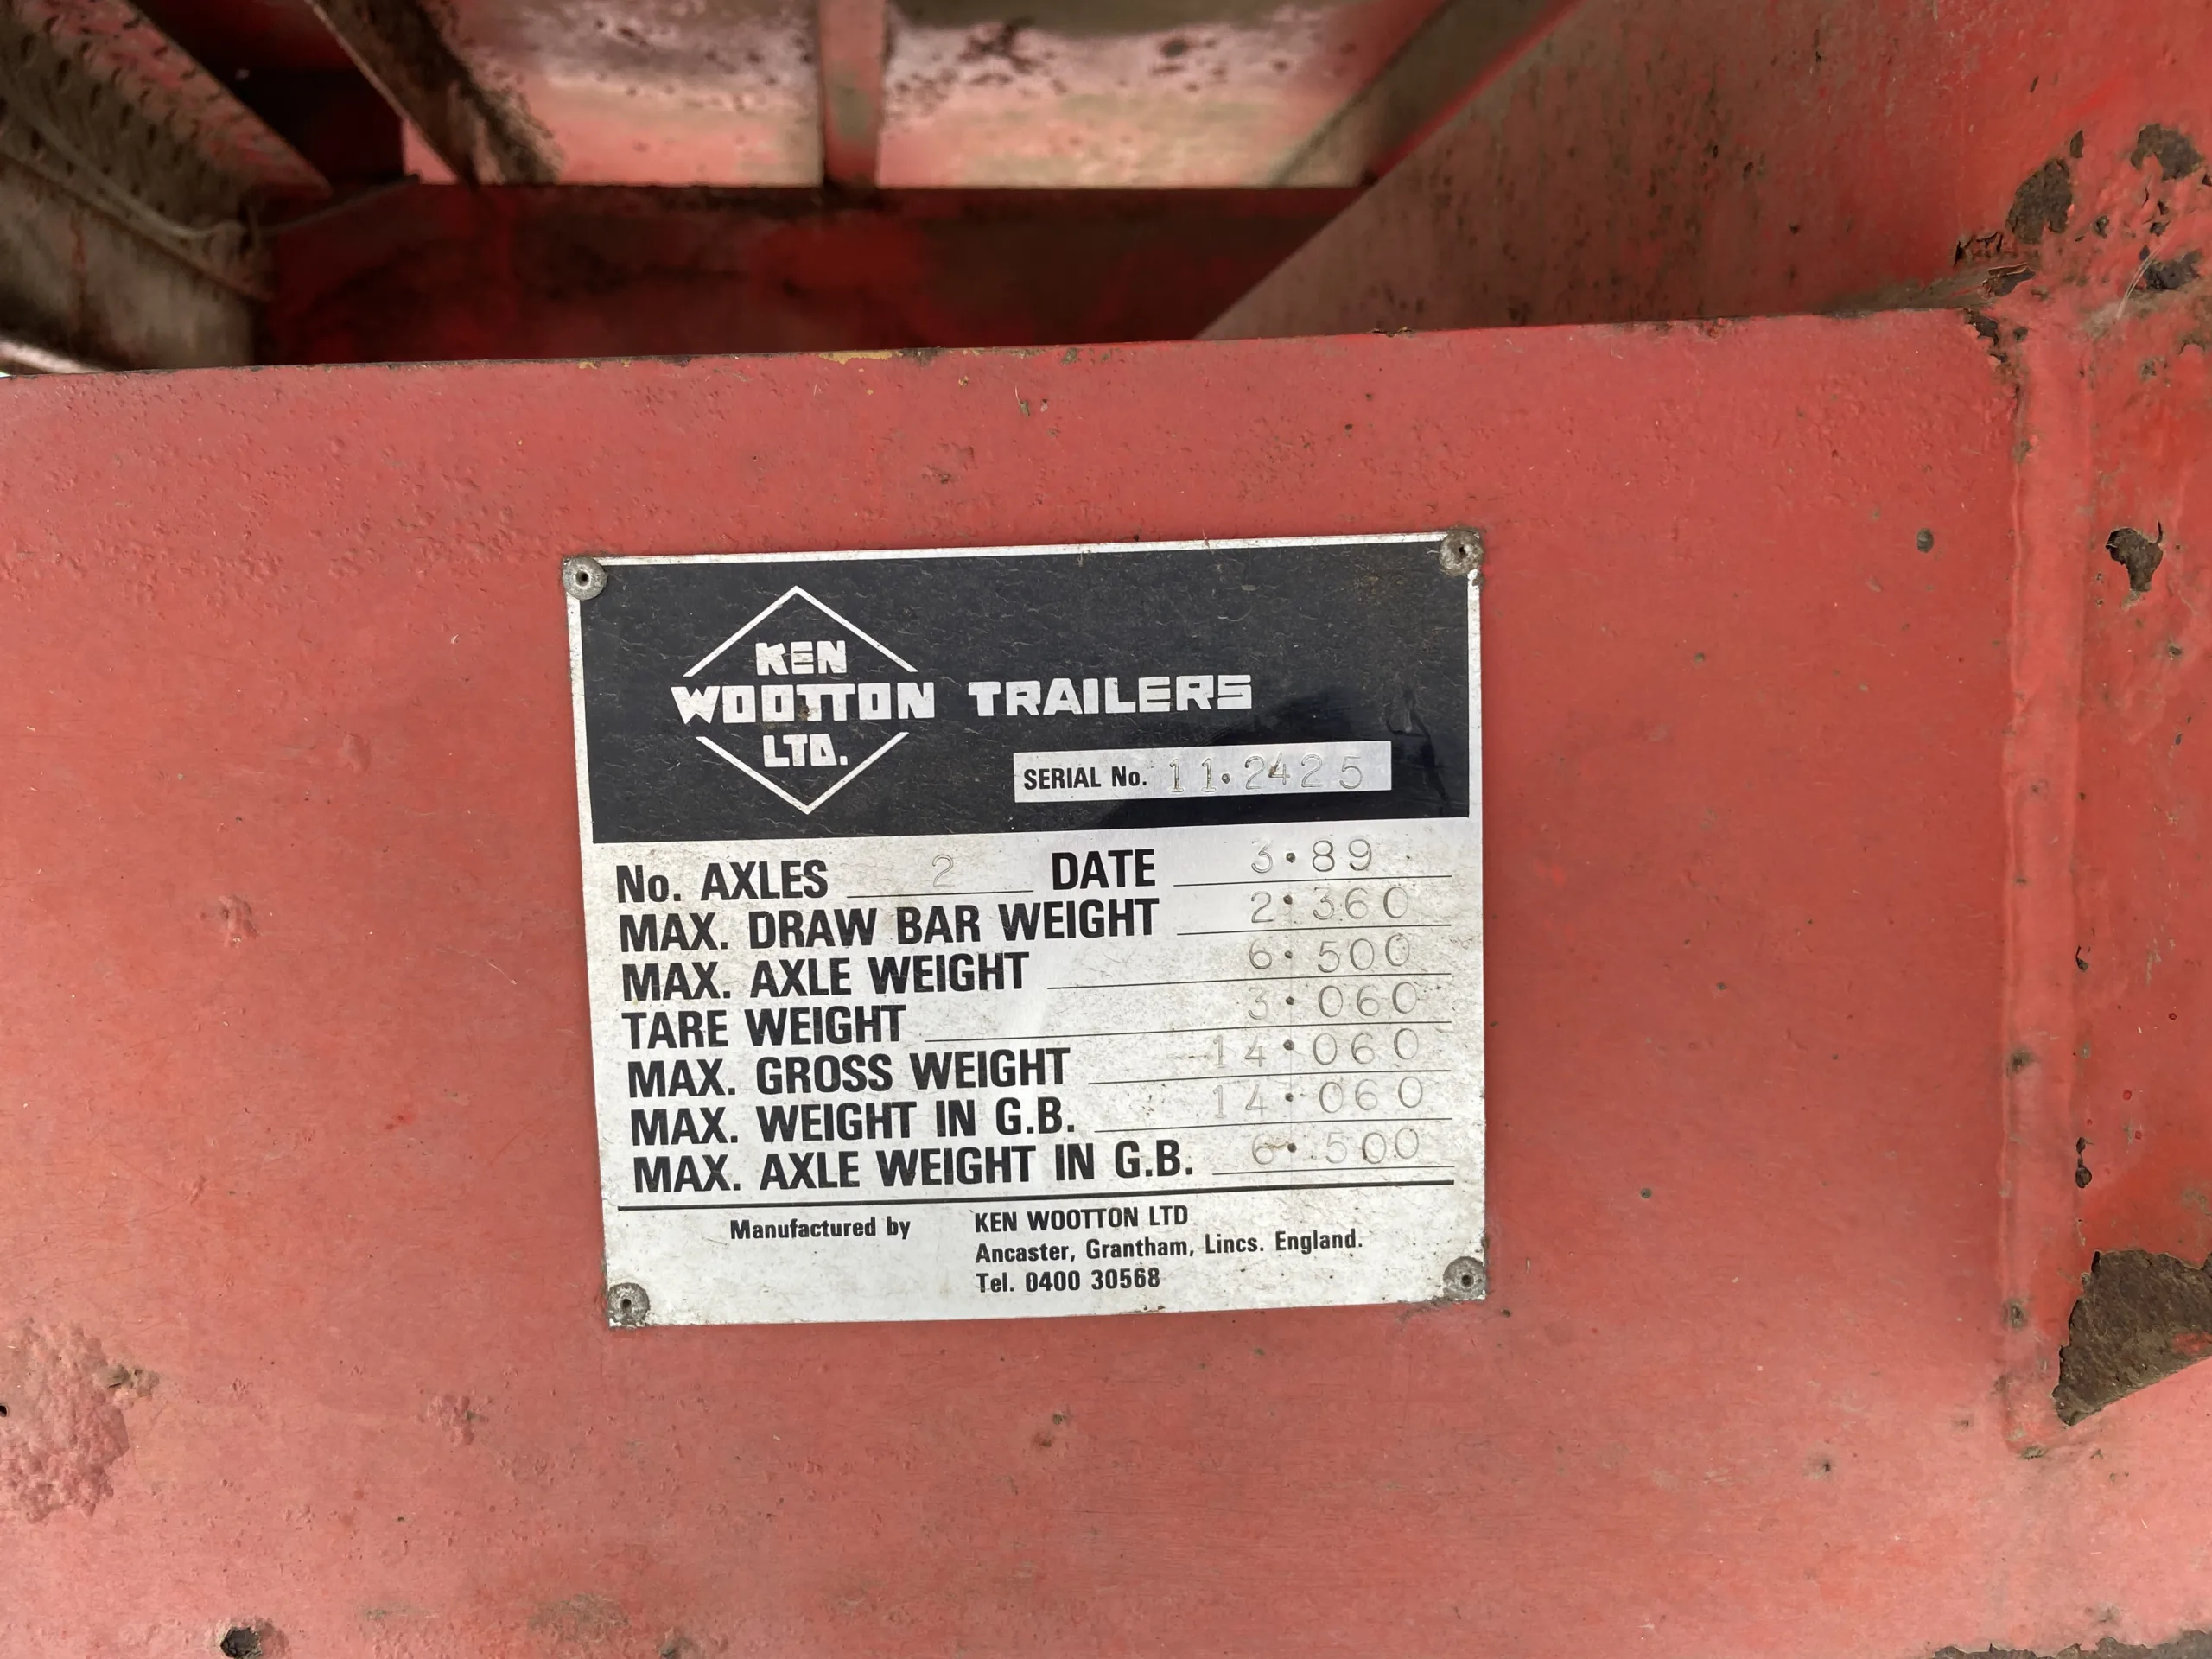 KEN
WOOTTON TRAILERS
LTD.
SERIAL No. 11.2425
No. AXLES 2 DATE 3.89
MAX. DRAW BAR WEIGHT 2.360
MAX. AXLE WEIGHT 6.500
TARE WEIGHT 3.060
MAX. GROSS WEIGHT 14.060
MAX. WEIGHT IN G.B. 14.060
MAX. AXLE WEIGHT IN G.B. 6.500
Manufactured by KEN WOOTTON LTD
Ancaster, Grantham, Lincs. England.
Tel. 0400 30568